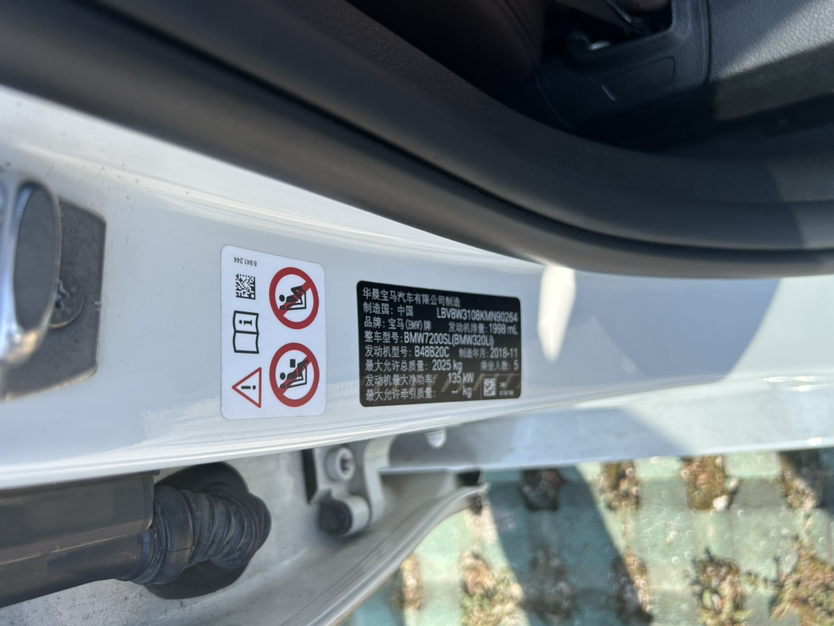 6 841 244
华晨宝马汽车有限公司制造
制造国：中国 LBV8W3108KMN90264
品牌：宝马(BMW)牌 发动机排量：1998 mL
整车型号：BMW7200SL(BMW320Li)
发动机型号：B48B20C 制造年月：2018-11
最大允许总质量：2025 kg 乘坐人数：5
发动机最大净功率：135 kW
最大允许牵引质量：— kg